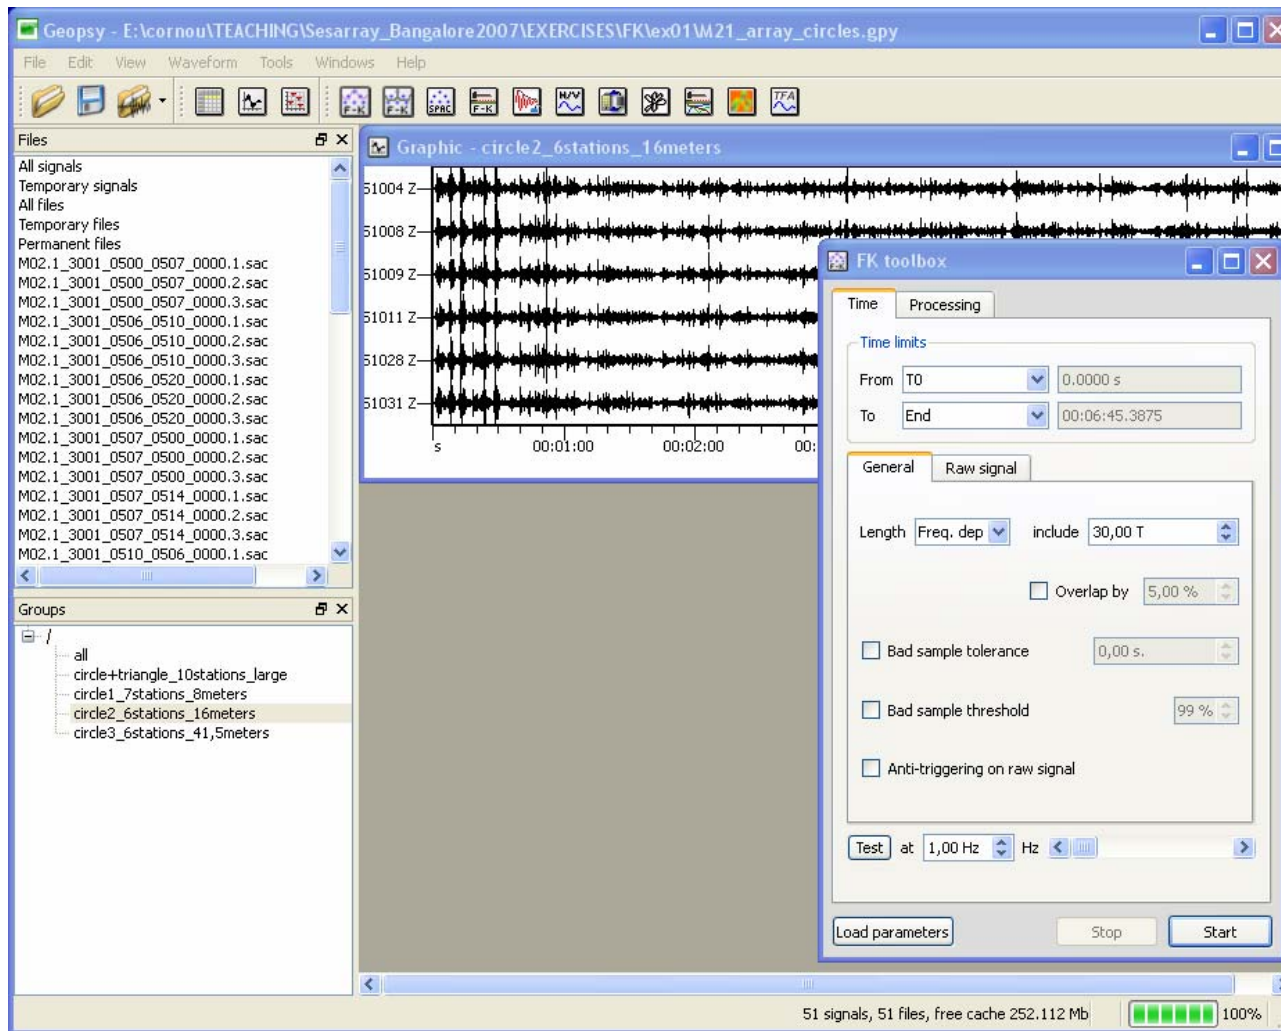 Geopsy - E:\cornou\TEACHING\Sesarray_Bangalore2007\EXERCISES\FK\ex01\M21_array_circles.gpy
File Edit View Waveform Tools Windows Help
F-K F-K SPAC F-K H/V TFA
Files
All signals
Temporary signals
All files
Temporary files
Permanent files
M02.1_3001_0500_0507_0000.1.sac
M02.1_3001_0500_0507_0000.2.sac
M02.1_3001_0500_0507_0000.3.sac
M02.1_3001_0506_0510_0000.1.sac
M02.1_3001_0506_0510_0000.2.sac
M02.1_3001_0506_0510_0000.3.sac
M02.1_3001_0506_0520_0000.1.sac
M02.1_3001_0506_0520_0000.2.sac
M02.1_3001_0506_0520_0000.3.sac
M02.1_3001_0507_0500_0000.1.sac
M02.1_3001_0507_0500_0000.2.sac
M02.1_3001_0507_0500_0000.3.sac
M02.1_3001_0507_0514_0000.1.sac
M02.1_3001_0507_0514_0000.2.sac
M02.1_3001_0507_0514_0000.3.sac
M02.1_3001_0510_0506_0000.1.sac
Groups
/
all
circle+triangle_10stations_large
circle1_7stations_8meters
circle2_6stations_16meters
circle3_6stations_41,5meters
Graphic - circle2_6stations_16meters
51004 Z
51008 Z
51009 Z
51011 Z
51028 Z
51031 Z
s 00:01:00 00:02:00 00:
FK toolbox
Time Processing
Time limits
From T0 0.0000 s
To End 00:06:45.3875
General Raw signal
Length Freq. dep include 30,00 T
Overlap by 5,00 %
Bad sample tolerance 0,00 s.
Bad sample threshold 99 %
Anti-triggering on raw signal
Test at 1,00 Hz Hz
Load parameters Stop Start
51 signals, 51 files, free cache 252.112 Mb 100%